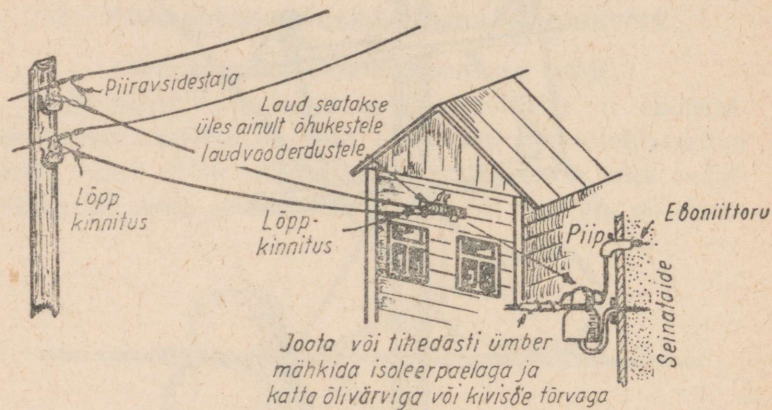 Piiravsidestaja
Laud seatakse
üles ainult õhukestele
laudvooderdustele
Lõpp
kinnitus
Lõpp-
kinnitus
Piip
Eboniittoru
Seinatäide
Joota või tihedasti ümber
mähkida isoleerpaelaga ja
katta õlivärviga või kivisöe tõrvaga